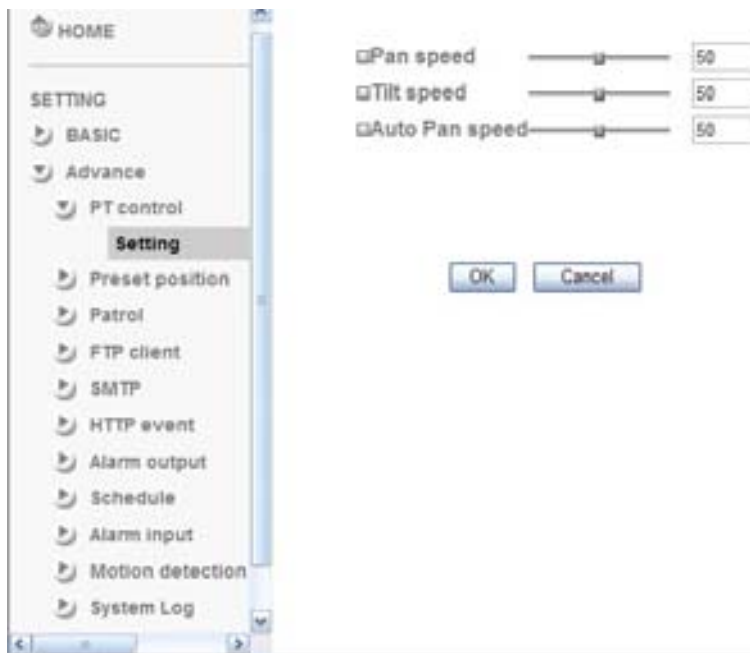 HOME
SETTING
BASIC
Advance
PT control
Setting
Preset position
Patrol
FTP client
SMTP
HTTP event
Alarm output
Schedule
Alarm input
Motion detection
System Log
Pan speed 50
Tilt speed 50
Auto Pan speed 50
OK Cancel